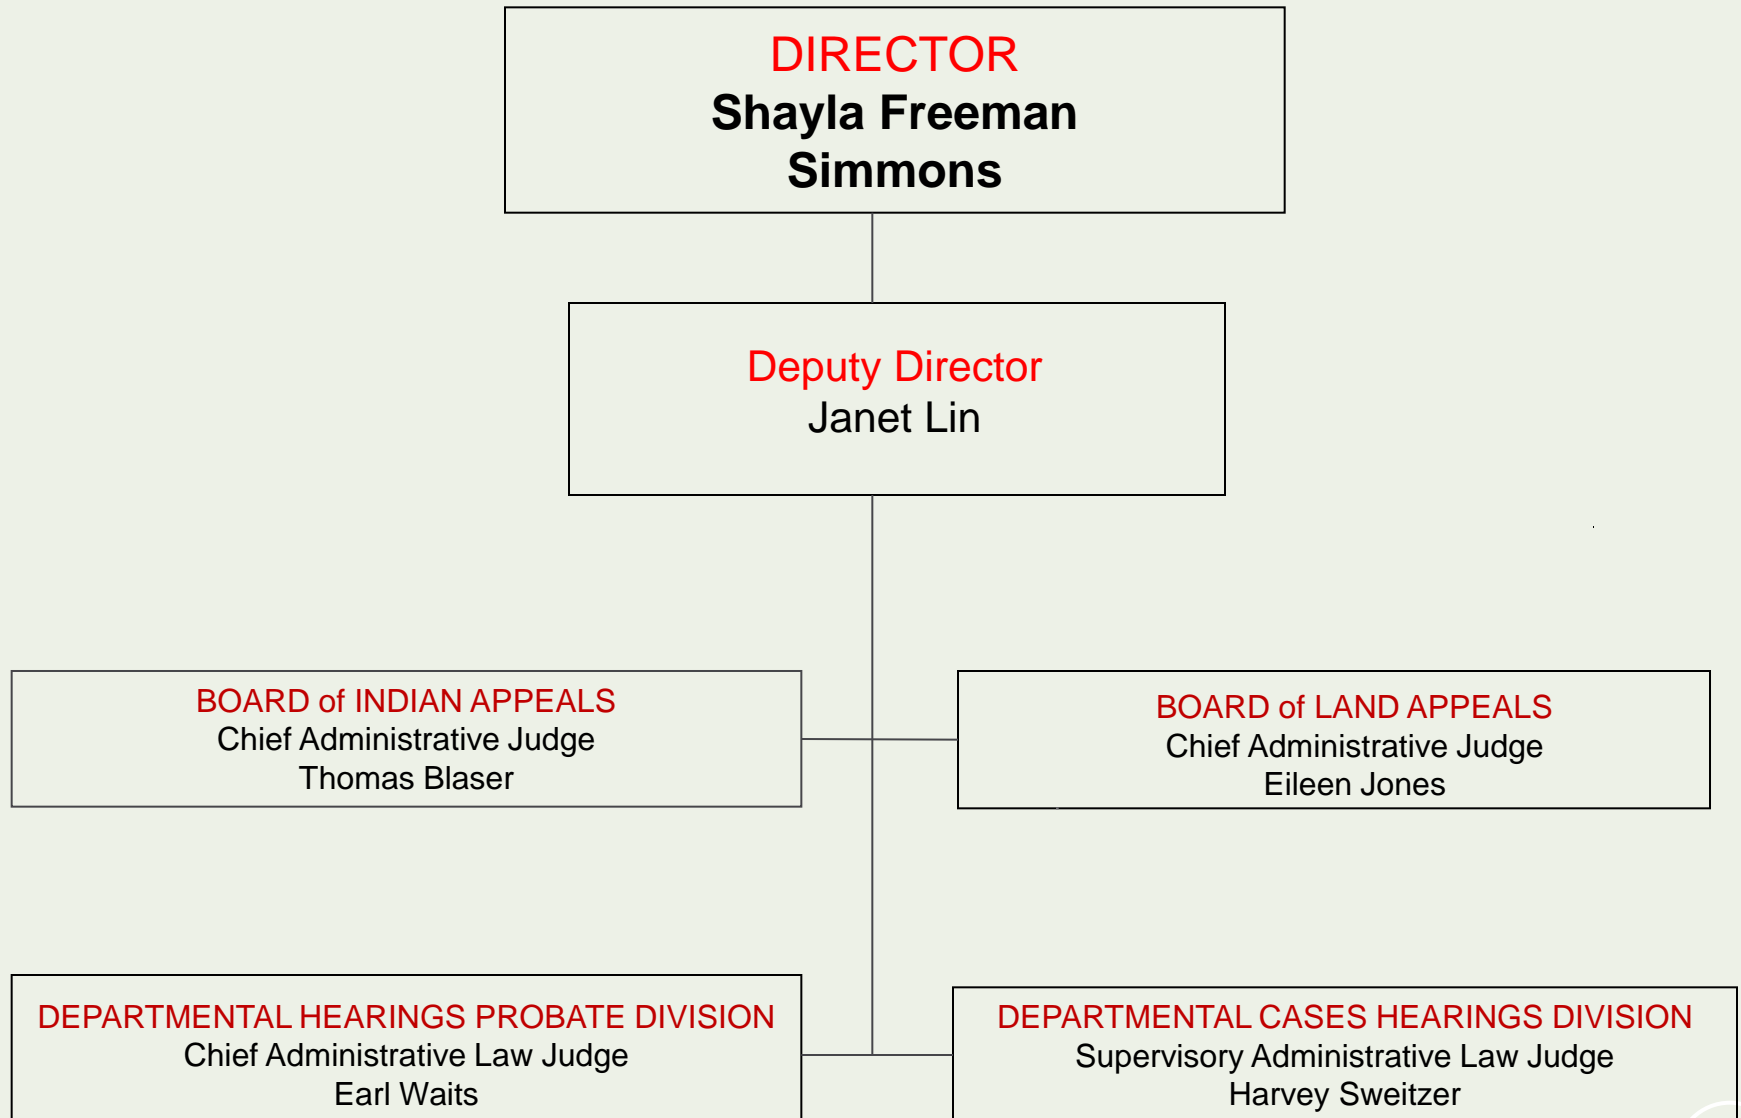 DIRECTOR
Shayla Freeman
Simmons
Deputy Director
Janet Lin
BOARD of INDIAN APPEALS
Chief Administrative Judge
Thomas Blaser
BOARD of LAND APPEALS
Chief Administrative Judge
Eileen Jones
DEPARTMENTAL HEARINGS PROBATE DIVISION
Chief Administrative Law Judge
Earl Waits
DEPARTMENTAL CASES HEARINGS DIVISION
Supervisory Administrative Law Judge
Harvey Sweitzer